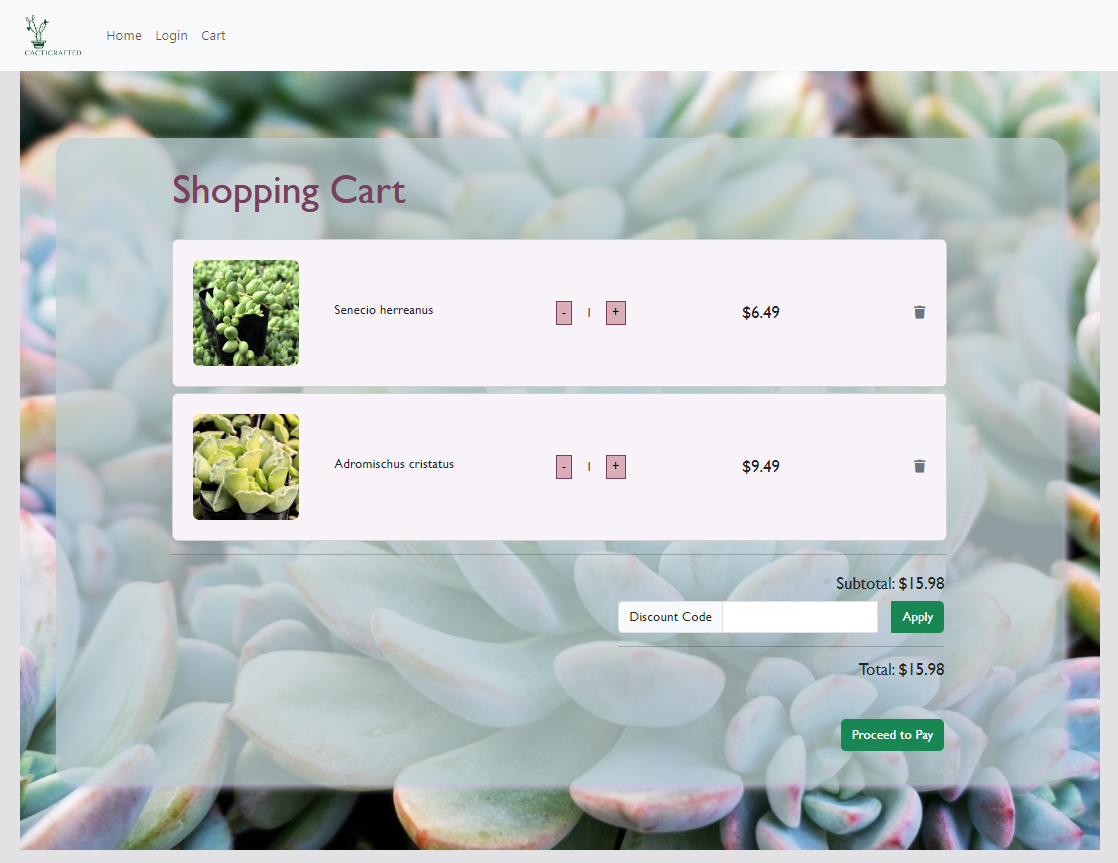 CACTICRAFTED
Home Login Cart
Shopping Cart
Senecio herreanus - 1 + $6.49
Adromischus cristatus - 1 + $9.49
Subtotal: $15.98
Discount Code Apply
Total: $15.98
Proceed to Pay